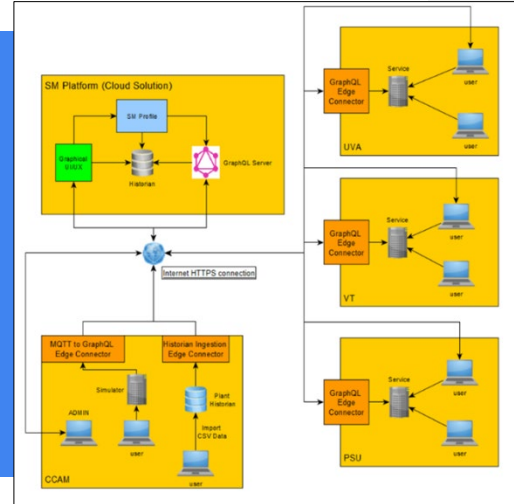 SM Platform (Cloud Solution)
SM Profile
Graphical
UI/UX
Historian
GraphQL Server
Internet HTTPS connection
MQTT to GraphQL
Edge Connector
Historian Ingestion
Edge Connector
Simulator
Plant
Historian
ADMIN
user
Import
CSV Data
user
CCAM
GraphQL
Edge
Connector
Service
user
user
UVA
GraphQL
Edge
Connector
Service
user
user
VT
GraphQL
Edge
Connector
Service
user
user
PSU